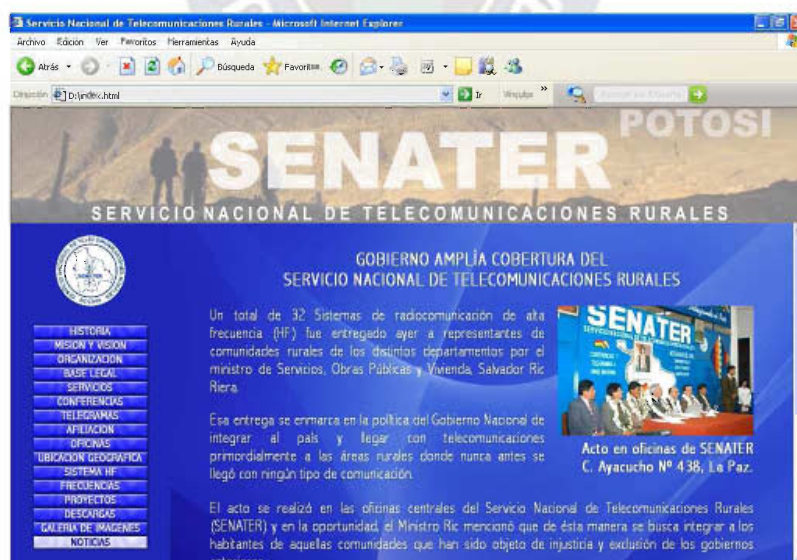 Servicio Nacional de Telecomunicaciones Rurales - Microsoft Internet Explorer
Archivo Edición Ver Favoritos Herramientas Ayuda
Atrás Búsqueda Favoritos
Dirección D:\index.html Ir Vínculos
POTOSI
SENATER
SERVICIO NACIONAL DE TELECOMUNICACIONES RURALES
HISTORIA
MISION Y VISION
ORGANIZACION
BASE LEGAL
SERVICIOS
CONFERENCIAS
TELEGRAMAS
AFILIACION
OFICINAS
UBICACION GEOGRAFICA
SISTEMA HF
FRECUENCIAS
PROYECTOS
DESCARGAS
GALERIA DE IMAGENES
NOTICIAS
GOBIERNO AMPLÌA COBERTURA DEL
SERVICIO NACIONAL DE TELECOMUNICACIONES RURALES
Un total de 32 Sistemas de radiocomunicación de alta
frecuencia (HF) fue entregado ayer a representantes de
comunidades rurales de los distintos departamentos por el
ministro de Servicios, Obras Públicas y Vivienda, Salvador Ric
Riera.
Esa entrega se enmarca en la política del Gobierno Nacional de
integrar al país y llegar con telecomunicaciones
primordialmente a las áreas rurales donde nunca antes se
llegó con ningún tipo de comunicación.
SENATER
Acto en oficinas de SENATER
C. Ayacucho Nº 438, La Paz.
El acto se realizó en las oficinas centrales del Servicio Nacional de Telecomunicaciones Rurales
(SENATER) y en la oportunidad, el Ministro Ric mencionó que de ésta manera se busca integrar a los
habitantes de aquellas comunidades que han sido objeto de injusticia y exclusión de los gobiernos